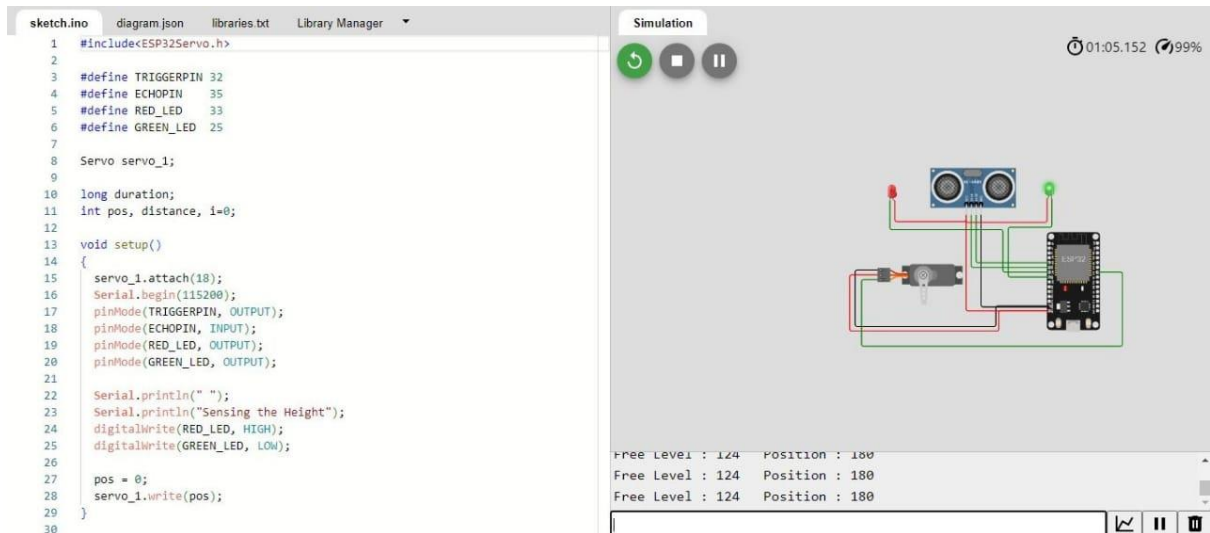 sketch.ino diagram.json libraries.txt Library Manager
1 #include<ESP32Servo.h>
2
3 #define TRIGGERPIN 32
4 #define ECHOPIN 35
5 #define RED_LED 33
6 #define GREEN_LED 25
7
8 Servo servo_1;
9
10 long duration;
11 int pos, distance, i=0;
12
13 void setup()
14 {
15 servo_1.attach(18);
16 Serial.begin(115200);
17 pinMode(TRIGGERPIN, OUTPUT);
18 pinMode(ECHOPIN, INPUT);
19 pinMode(RED_LED, OUTPUT);
20 pinMode(GREEN_LED, OUTPUT);
21
22 Serial.println(" ");
23 Serial.println("Sensing the Height");
24 digitalWrite(RED_LED, HIGH);
25 digitalWrite(GREEN_LED, LOW);
26
27 pos = 0;
28 servo_1.write(pos);
29 }
30
Simulation
01:05.152 99%
ESP32
Free Level : 124 Position : 180
Free Level : 124 Position : 180
Free Level : 124 Position : 180